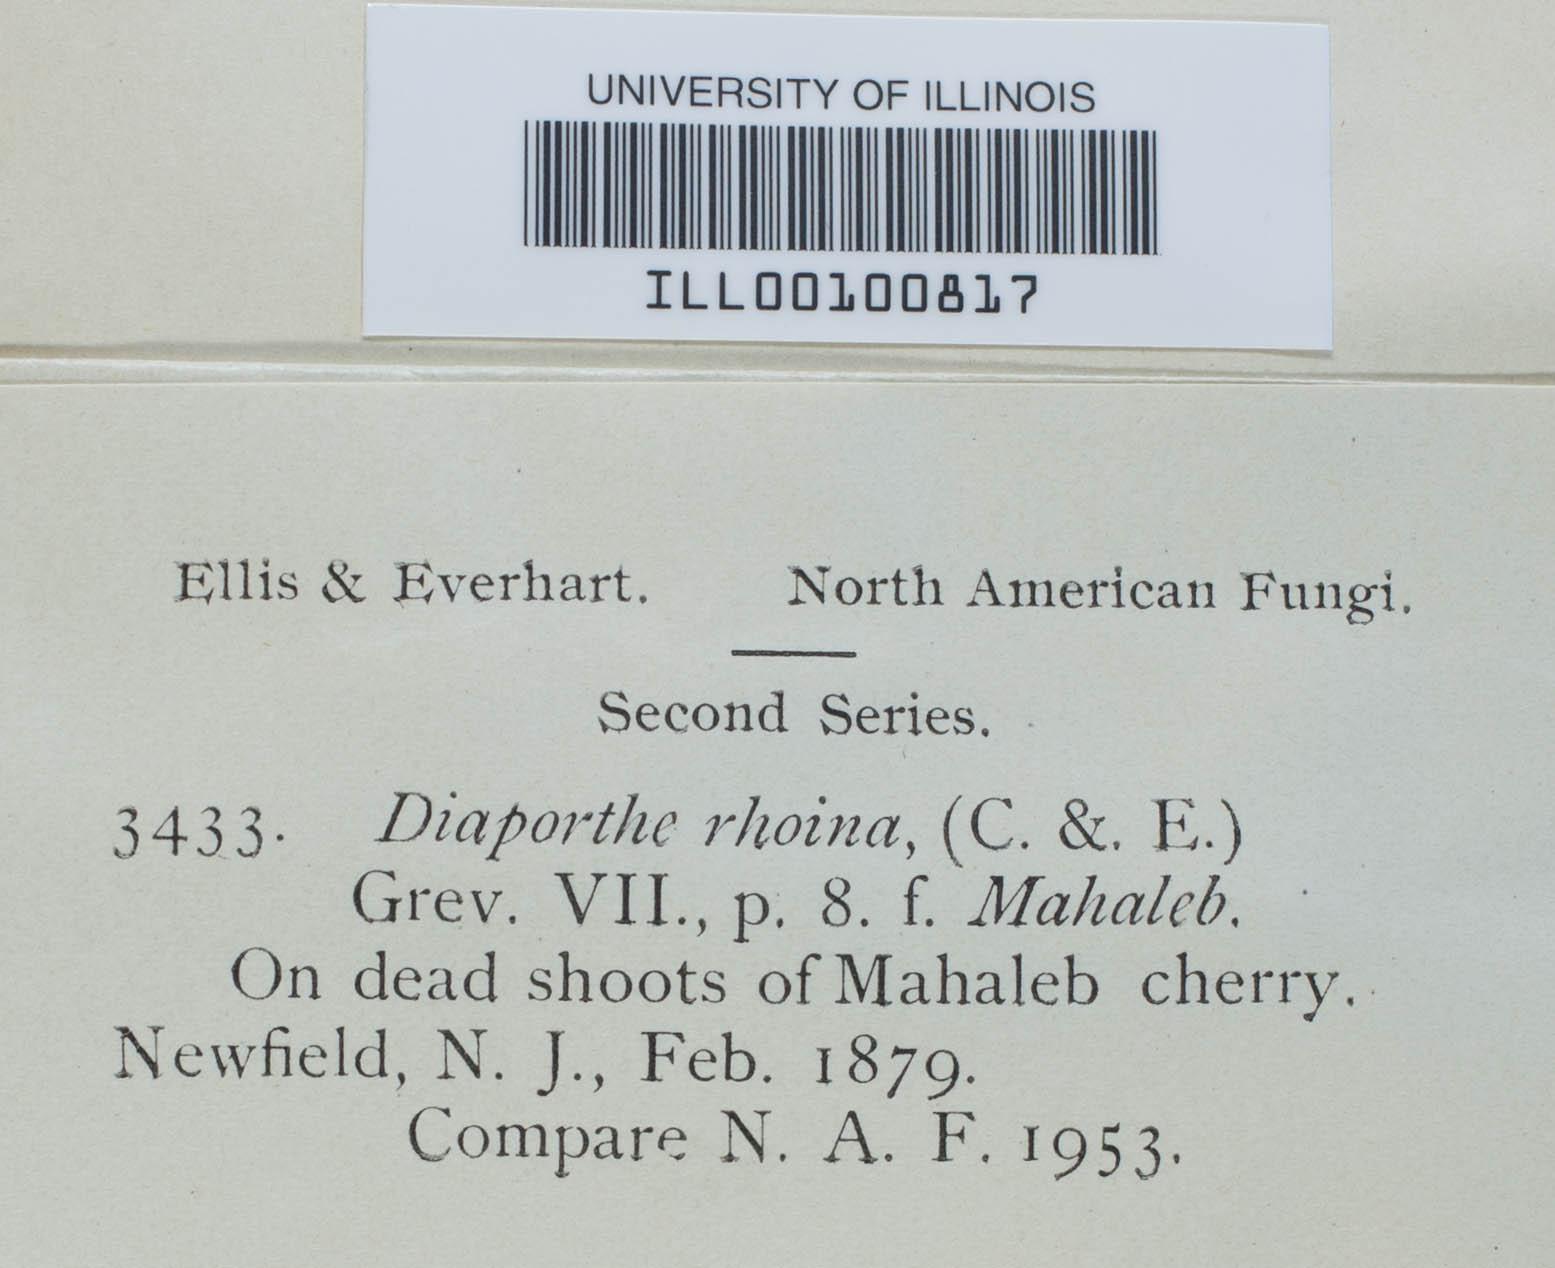 UNIVERSITY OF ILLINOIS
ILL00100817
Ellis & Everhart. North American Fungi.
Second Series.
3433. Diaporthe rhoina, (C. &. E.)
Grev. VII., p. 8. f. Mahaleb.
On dead shoots of Mahaleb cherry.
Newfield, N. J., Feb. 1879.
Compare N. A. F. 1953.